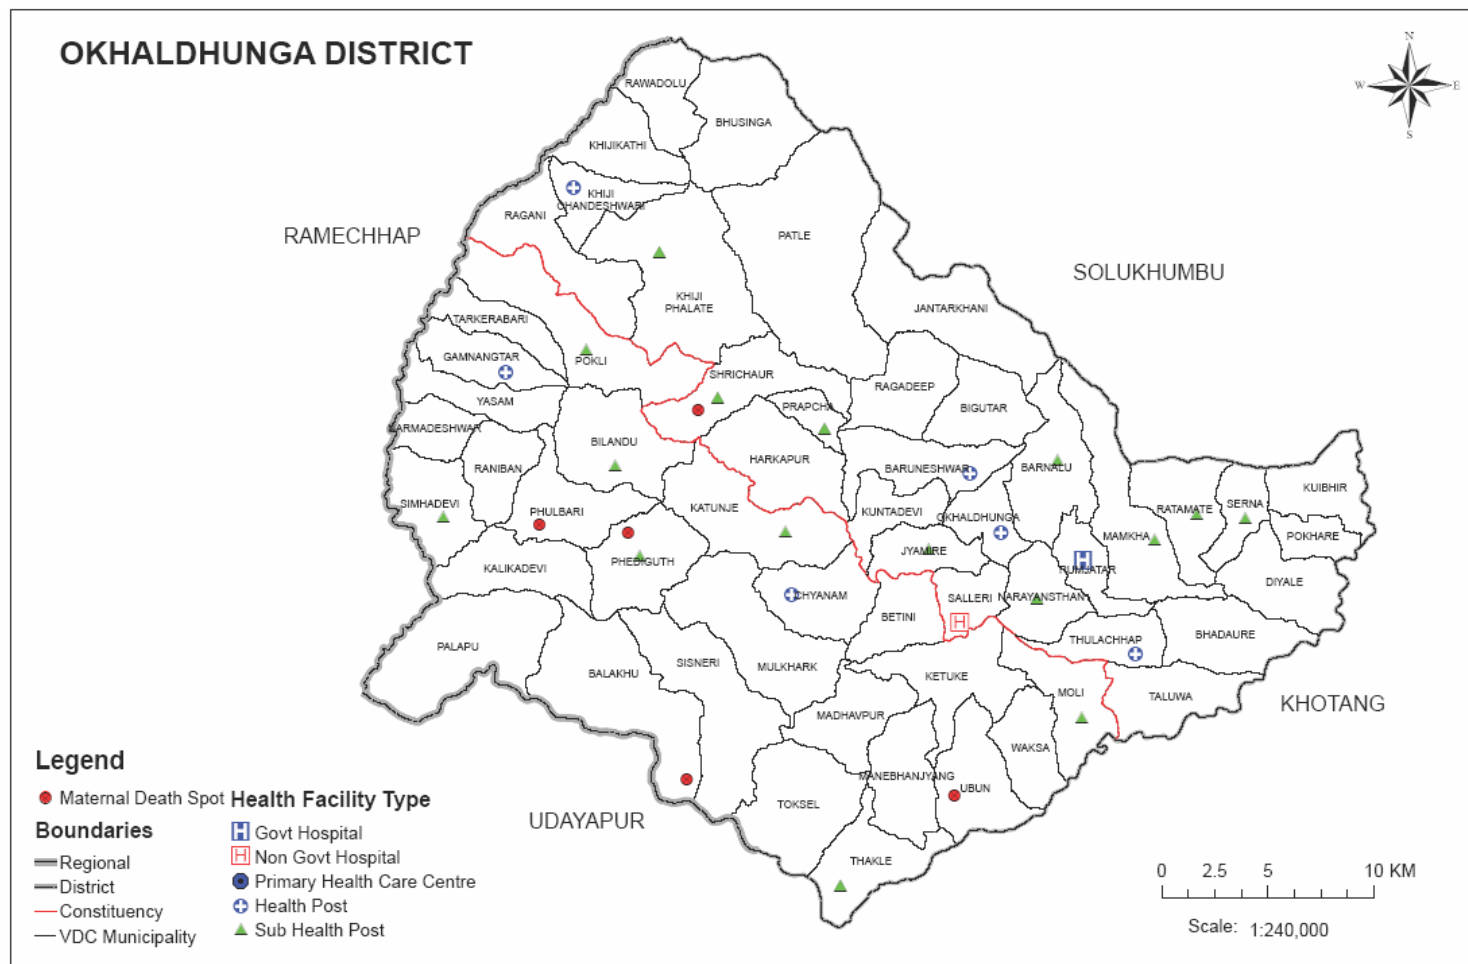 OKHALDHUNGA DISTRICT
N
W
E
S
RAWADOLU
BHUSINGA
KHIJIKATHI
KHIJI
CHANDESHWARI
RAGANI
RAMECHHAP
PATLE
SOLUKHUMBU
KHIJI
PHALATE
JANTARKHANI
TARKERABARI
GAMNANGTAR
POKLI
SHRICHAUR
RAGADEEP
YASAM
PRAPCHA
BIGUTAR
ARMADESHWAR
BILANDU
HARKAPUR
BARUNESHWAR
BARNALU
RANIBAN
KUIBHIR
SIMHADEVI
PHULBARI
KATUNJE
KUNTADEVI
OKHALDHUNGA
RATAMATE
SERNA
MAMKHA
POKHARE
JYAMIRE
KALIKADEVI
PHEDIGUTH
RUMJATAR
DIYALE
CHYANAM
SALLERI
NARAYANSTHAN
BETINI
THULACHHAP
BHADAURE
PALAPU
BALAKHU
SISNERI
MULKHARK
KETUKE
MOLI
TALUWA
KHOTANG
MADHAVPUR
WAKSA
MANEBHANJYANG
UBUN
TOKSEL
UDAYAPUR
THAKLE
Legend
Maternal Death Spot
Boundaries
Regional
District
Constituency
VDC Municipality
Health Facility Type
H Govt Hospital
H Non Govt Hospital
Primary Health Care Centre
Health Post
Sub Health Post
H
H
0 2.5 5 10 KM
Scale: 1:240,000